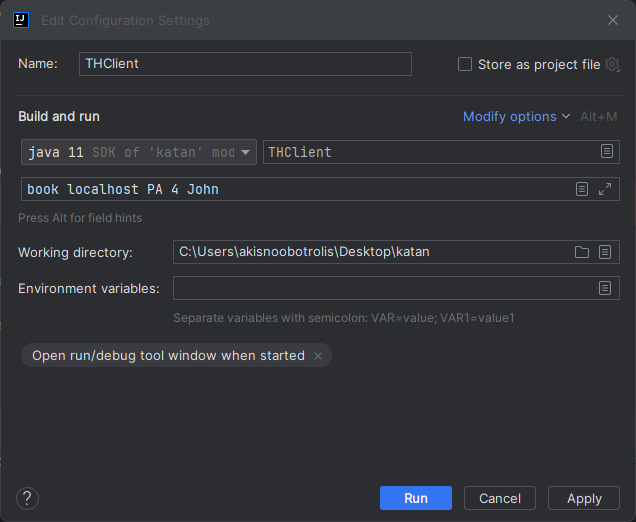 Edit Configuration Settings
Name: THClient Store as project file
Build and run Modify options Alt+M
java 11 SDK of 'katan' mod THClient
book localhost PA 4 John
Press Alt for field hints
Working directory: C:\Users\akisnoobotrolis\Desktop\katan
Environment variables:
Separate variables with semicolon: VAR=value; VAR1=value1
Open run/debug tool window when started ×
? Run Cancel Apply